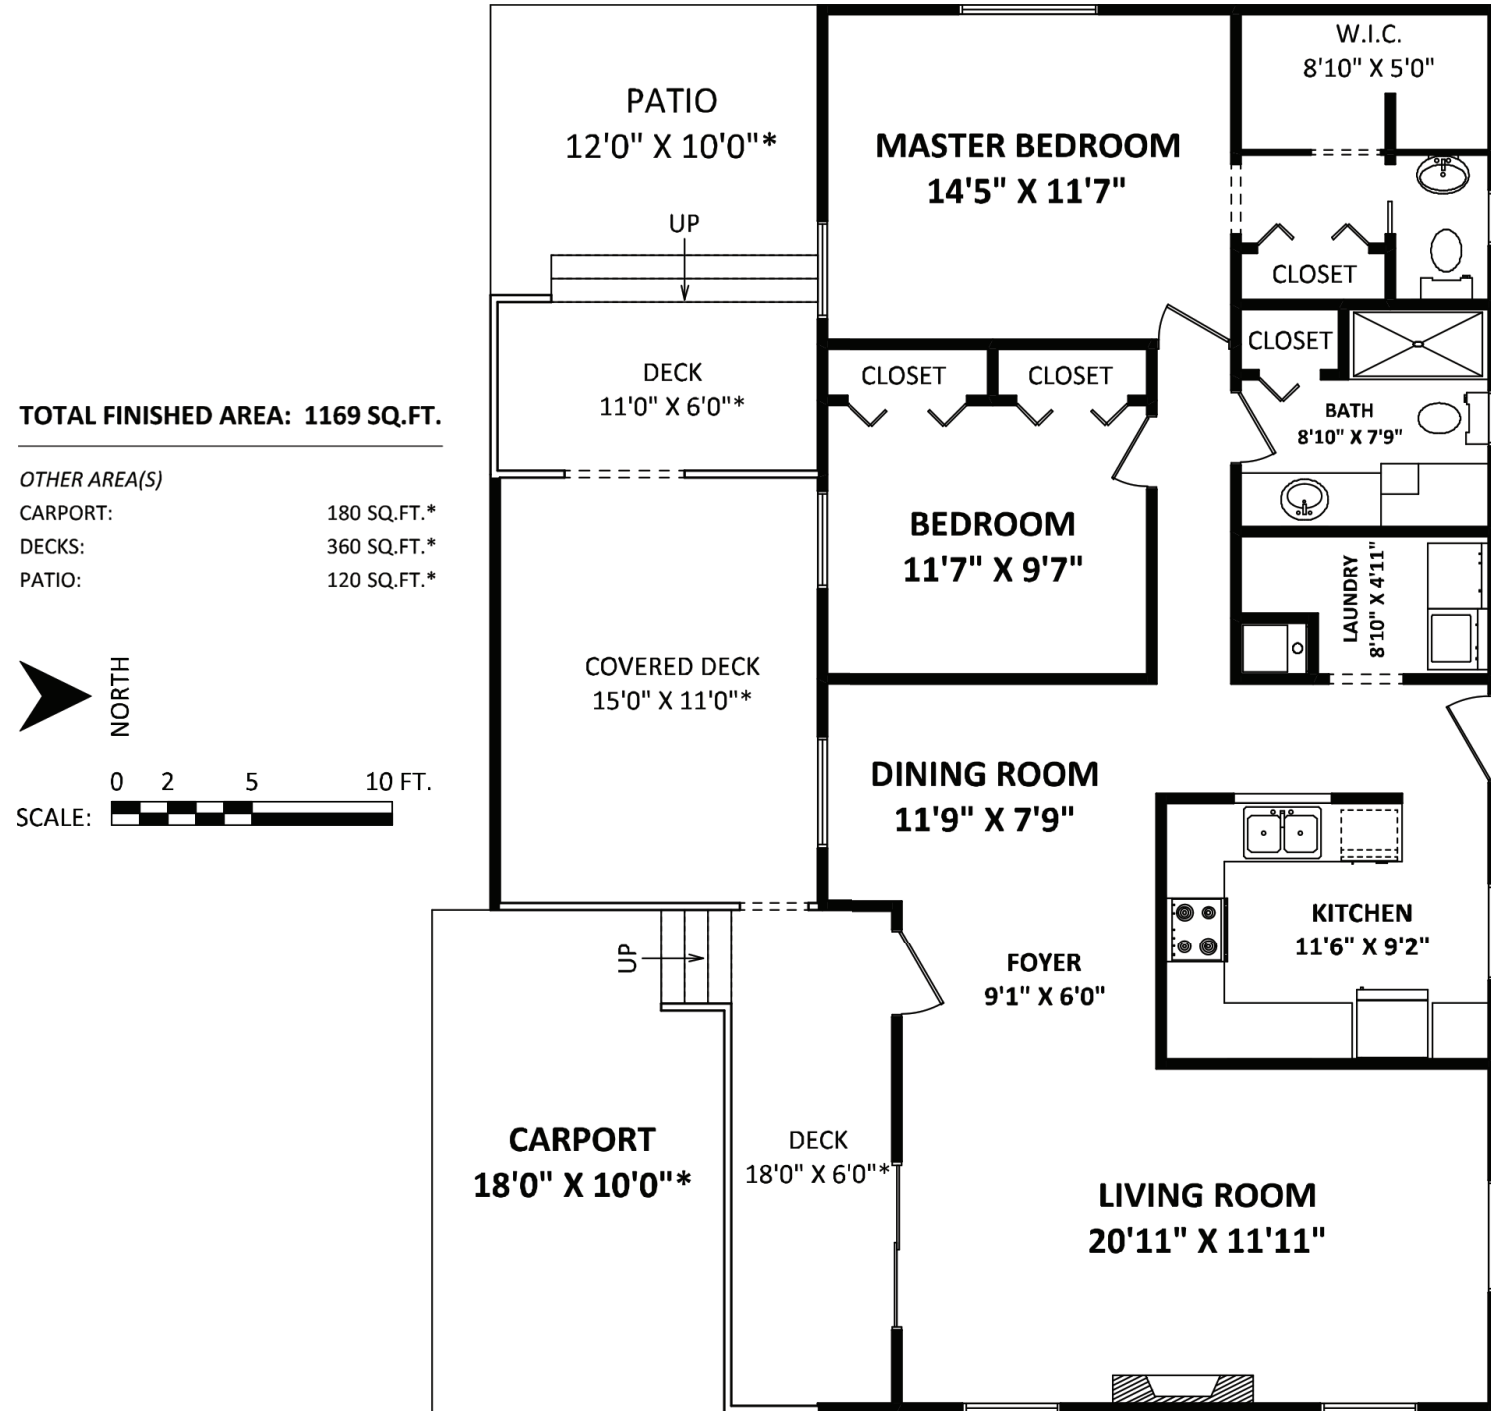 W.I.C.
8'10" X 5'0"
PATIO
12'0" X 10'0"*
MASTER BEDROOM
14'5" X 11'7"
UP
CLOSET
CLOSET
DECK
11'0" X 6'0"*
CLOSET
CLOSET
BATH
8'10" X 7'9"
TOTAL FINISHED AREA: 1169 SQ.FT.
OTHER AREA(S)
CARPORT: 180 SQ.FT.*
DECKS: 360 SQ.FT.*
PATIO: 120 SQ.FT.*
BEDROOM
11'7" X 9'7"
LAUNDRY
8'10" X 4'11"
COVERED DECK
15'0" X 11'0"*
NORTH
0 2 5 10 FT.
SCALE:
DINING ROOM
11'9" X 7'9"
KITCHEN
11'6" X 9'2"
UP
FOYER
9'1" X 6'0"
CARPORT
18'0" X 10'0"*
DECK
18'0" X 6'0"*
LIVING ROOM
20'11" X 11'11"